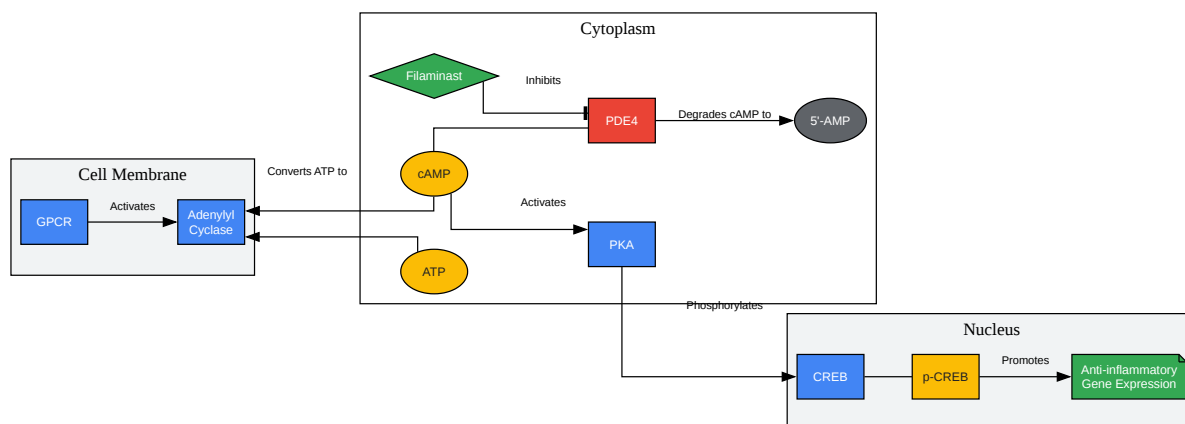 Cytoplasm
Filaminast
Inhibits
PDE4
Degrades cAMP to
5'-AMP
cAMP
Converts ATP to
Cell Membrane
GPCR
Activates
Adenylyl
Cyclase
Activates
PKA
ATP
Phosphorylates
Nucleus
CREB
p-CREB
Promotes
Anti-inflammatory
Gene Expression